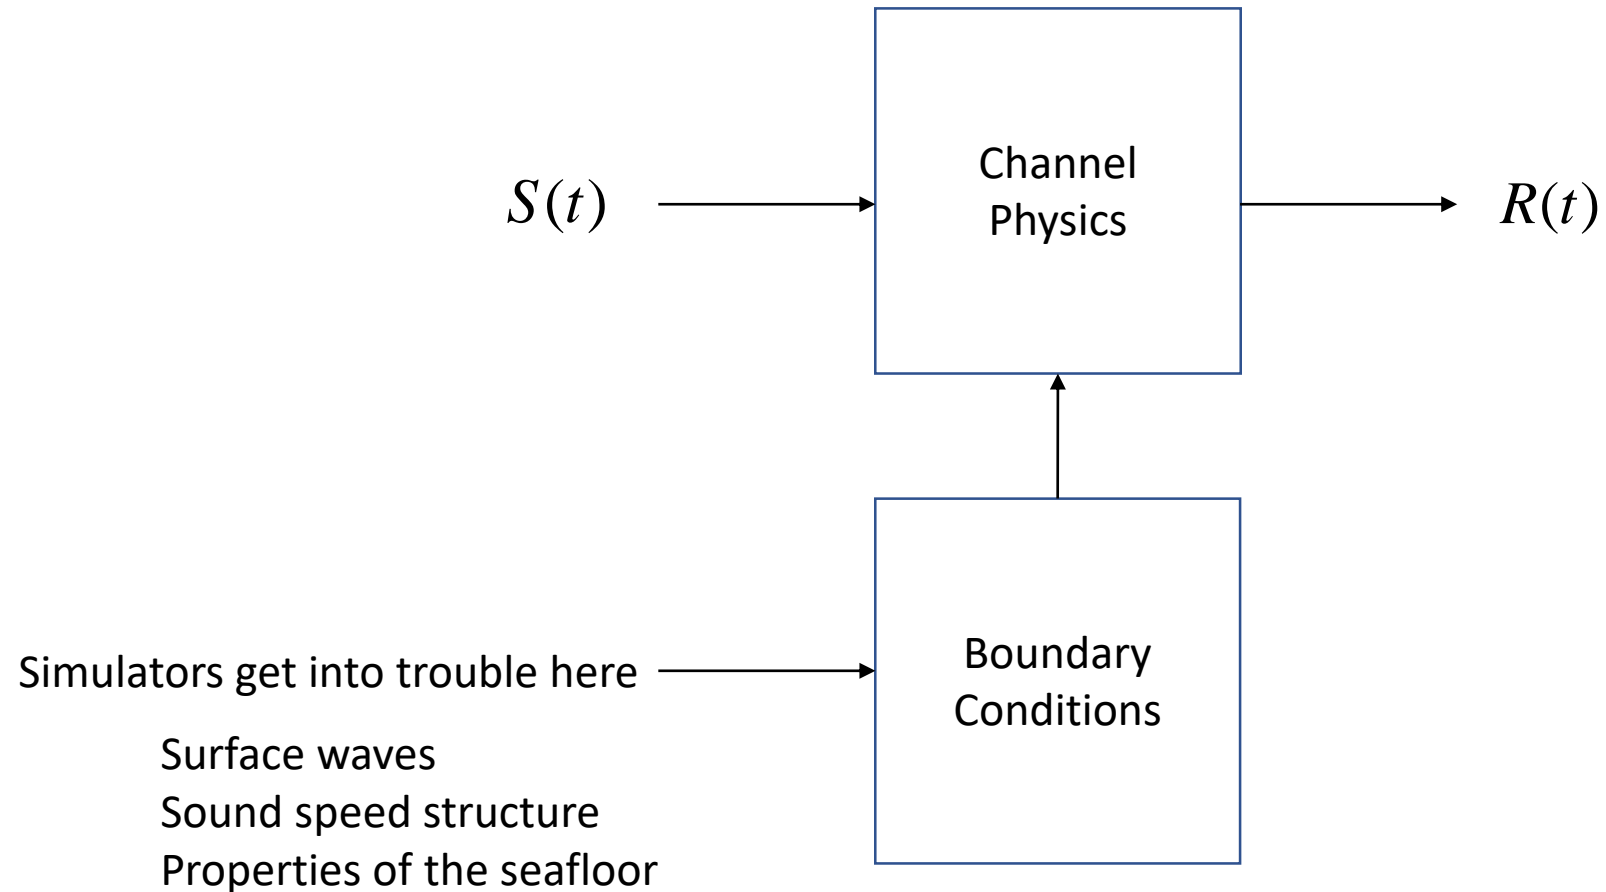 Channel
Physics
S(t)
R(t)
Boundary
Conditions
Simulators get into trouble here
Surface waves
Sound speed structure
Properties of the seafloor